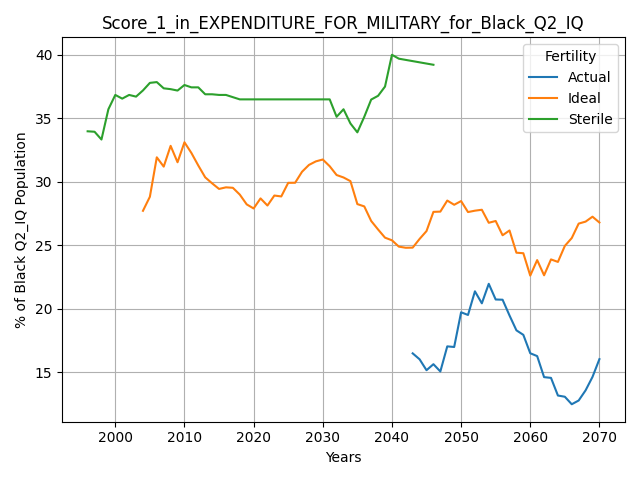 Score_1_in_EXPENDITURE_FOR_MILITARY_for_Black_Q2_IQ
Fertility
Actual
Ideal
Sterile
% of Black Q2_IQ Population
40
35
30
25
20
15
2000 2010 2020 2030 2040 2050 2060 2070
Years